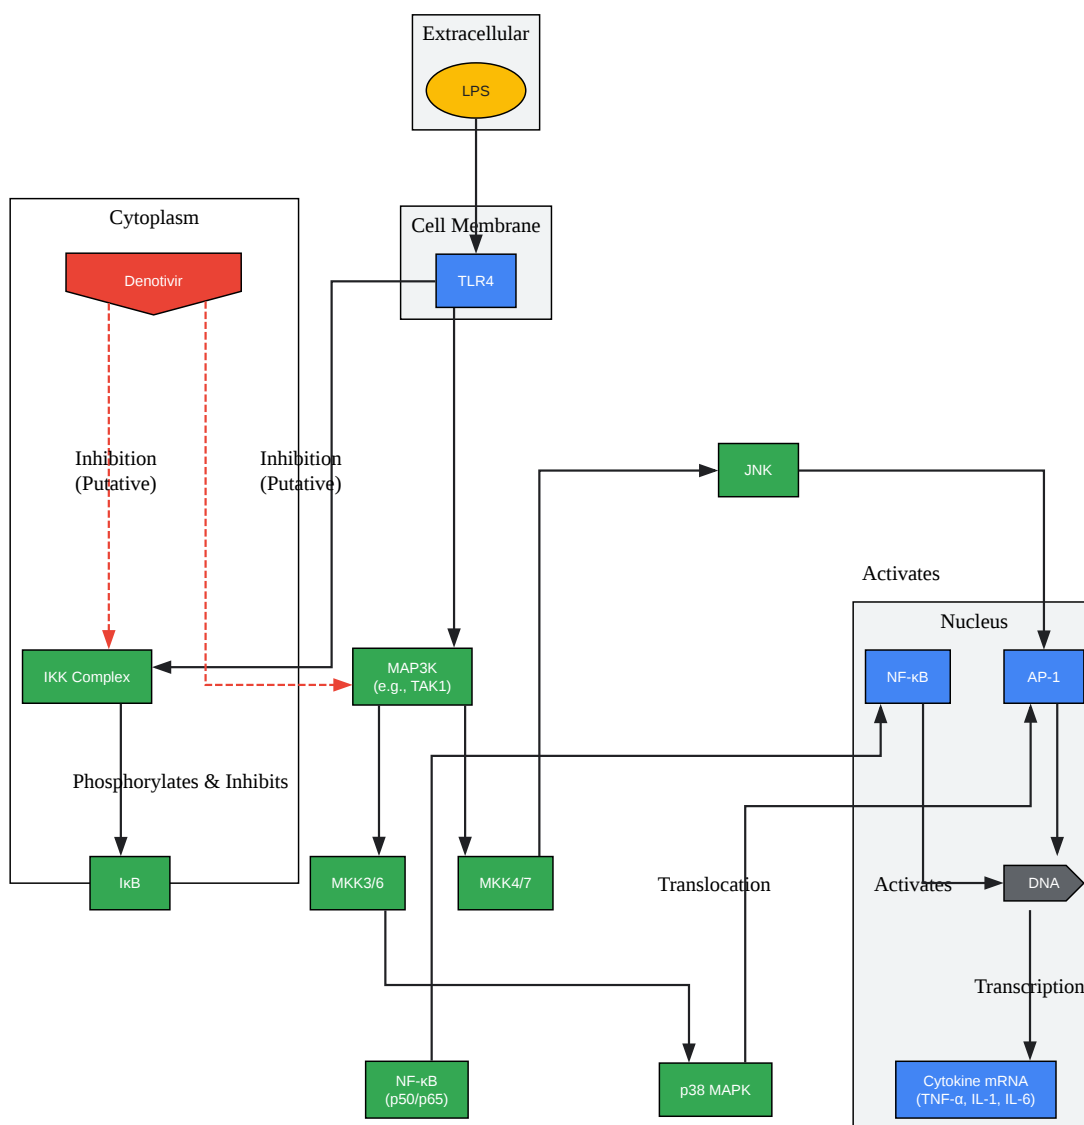 Extracellular
LPS
Cytoplasm
Cell Membrane
Denotivir
TLR4
Inhibition
(Putative)
Inhibition
(Putative)
JNK
Activates
Nucleus
IKK Complex
MAP3K
(e.g., TAK1)
NF-κB
AP-1
Phosphorylates & Inhibits
IκB
MKK3/6
MKK4/7
Translocation
Activates
DNA
Transcription
NF-κB
(p50/p65)
p38 MAPK
Cytokine mRNA
(TNF-α, IL-1, IL-6)